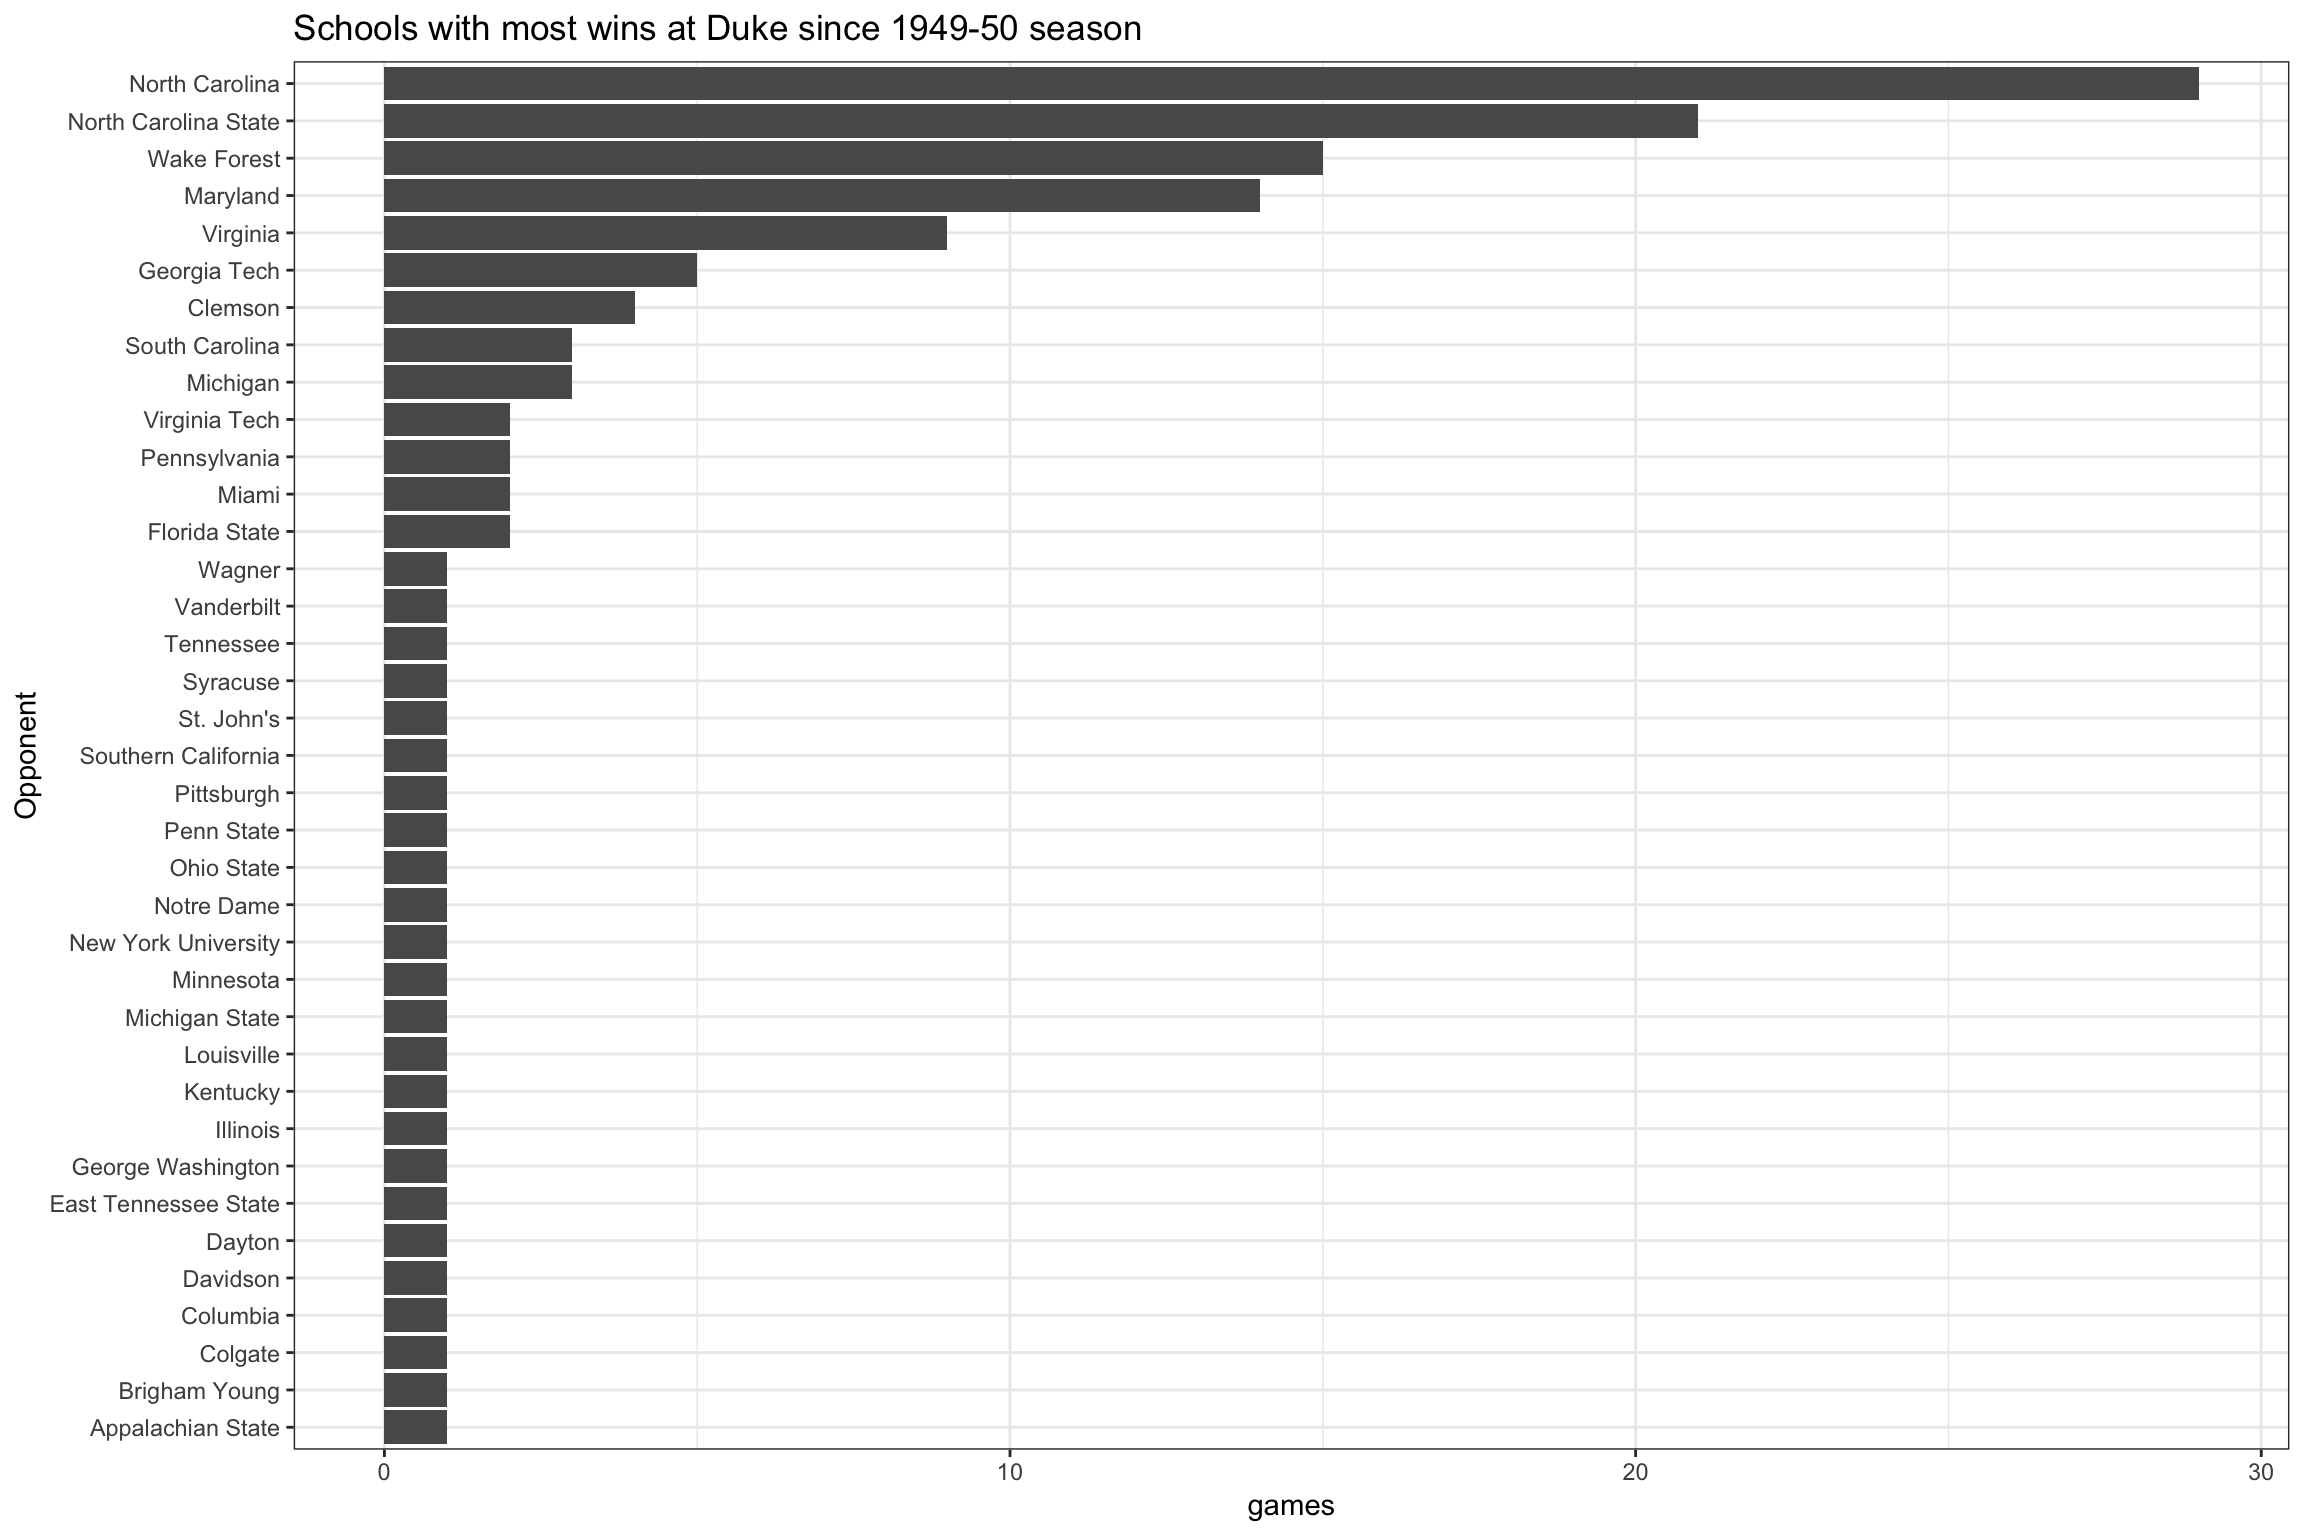 Schools with most wins at Duke since 1949-50 season
North Carolina
North Carolina State
Wake Forest
Maryland
Virginia
Georgia Tech
Clemson
South Carolina
Michigan
Virginia Tech
Pennsylvania
Miami
Florida State
Wagner
Vanderbilt
Tennessee
Syracuse
St. John's
Southern California
Pittsburgh
Penn State
Ohio State
Notre Dame
New York University
Minnesota
Michigan State
Louisville
Kentucky
Illinois
George Washington
East Tennessee State
Dayton
Davidson
Columbia
Colgate
Brigham Young
Appalachian State
Opponent
0 10 20 30
games